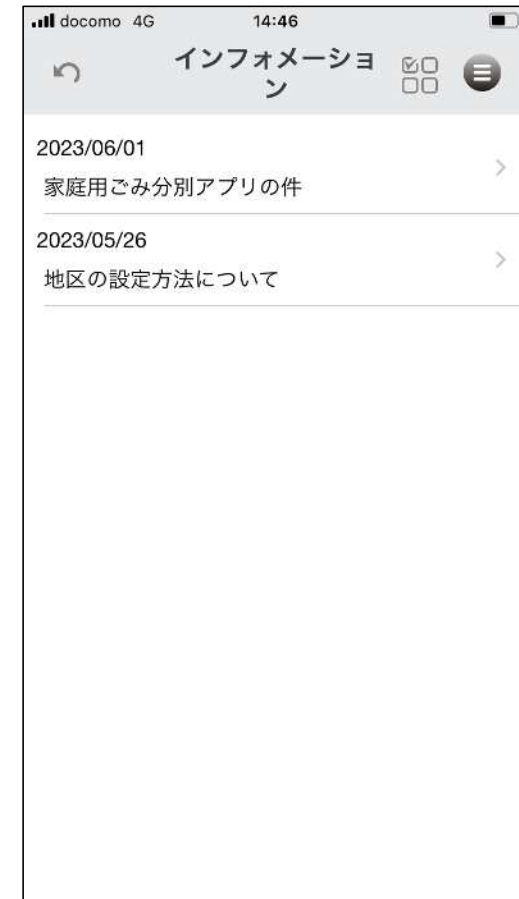 docomo 4G 14:46
インフォメーショ
ン
2023/06/01
家庭用ごみ分別アプリの件
2023/05/26
地区の設定方法について